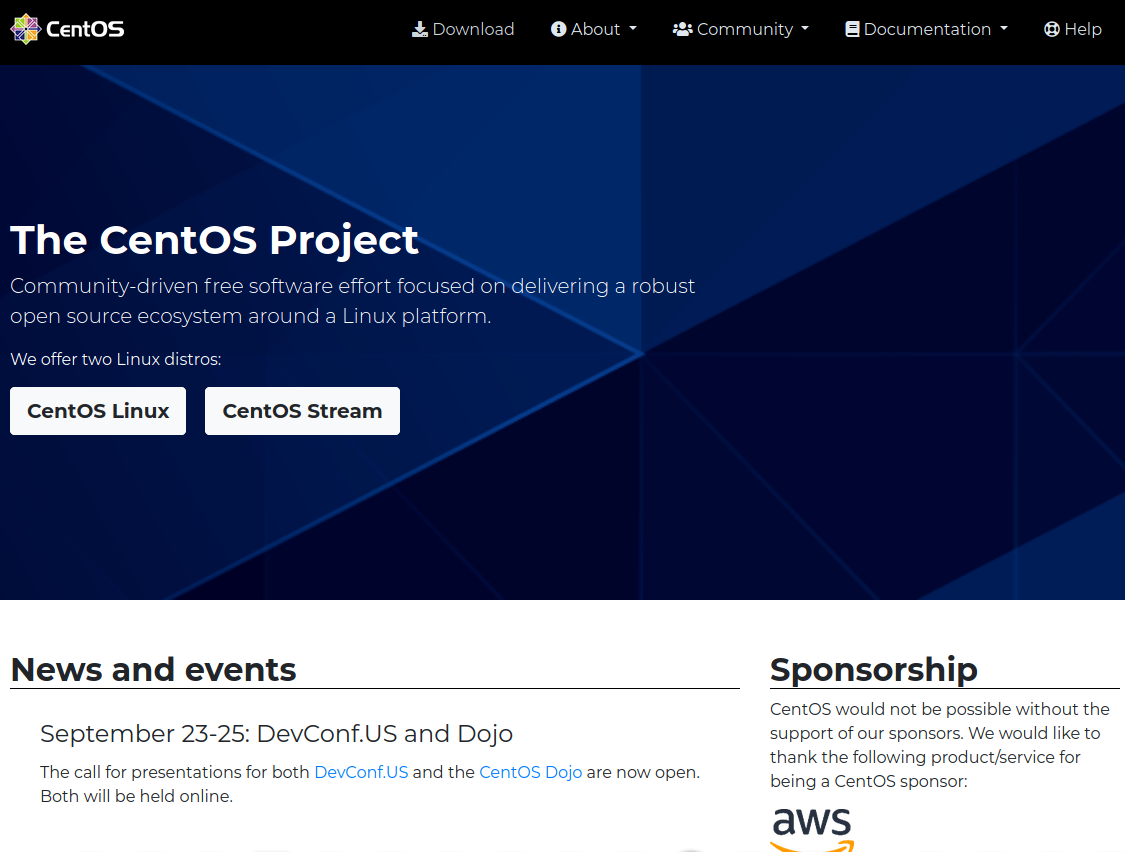 CentOS
Download
About
Community
Documentation
Help
The CentOS Project
Community-driven free software effort focused on delivering a robust
open source ecosystem around a Linux platform.
We offer two Linux distros:
CentOS Linux
CentOS Stream
News and events
September 23-25: DevConf.US and Dojo
The call for presentations for both DevConf.US and the CentOS Dojo are now open.
Both will be held online.
Sponsorship
CentOS would not be possible without the
support of our sponsors. We would like to
thank the following product/service for
being a CentOS sponsor:
aws